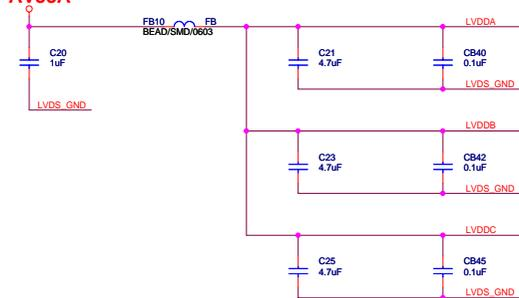 FB10 FB LVDDA
BEAD/SMD/0603
C20
1uF
C21
4.7uF
CB40
0.1uF
LVDS_GND
LVDS_GND
LVDDB
C23
4.7uF
CB42
0.1uF
LVDS_GND
LVDDC
C25
4.7uF
CB45
0.1uF
LVDS_GND